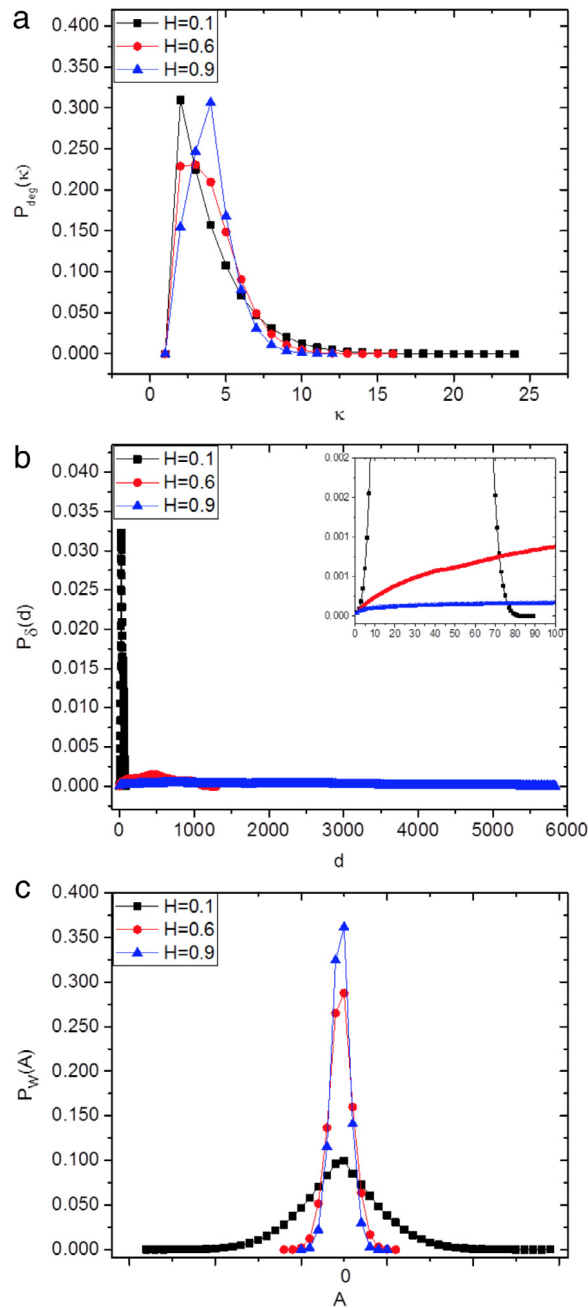 a
H=0.1
H=0.6
H=0.9
0.400
0.350
0.300
0.250
0.200
0.150
0.100
0.050
0.000
P_deg(κ)
0 5 10 15 20 25
κ
b
H=0.1
H=0.6
H=0.9
0.040
0.035
0.030
0.025
0.020
0.015
0.010
0.005
0.000
P_δ(d)
0.002
0.002
0.001
0.001
0.000
0 10 20 30 40 50 60 70 80 90 100
0 1000 2000 3000 4000 5000 6000
d
c
H=0.1
H=0.6
H=0.9
0.400
0.350
0.300
0.250
0.200
0.150
0.100
0.050
0.000
P_W(A)
0
A